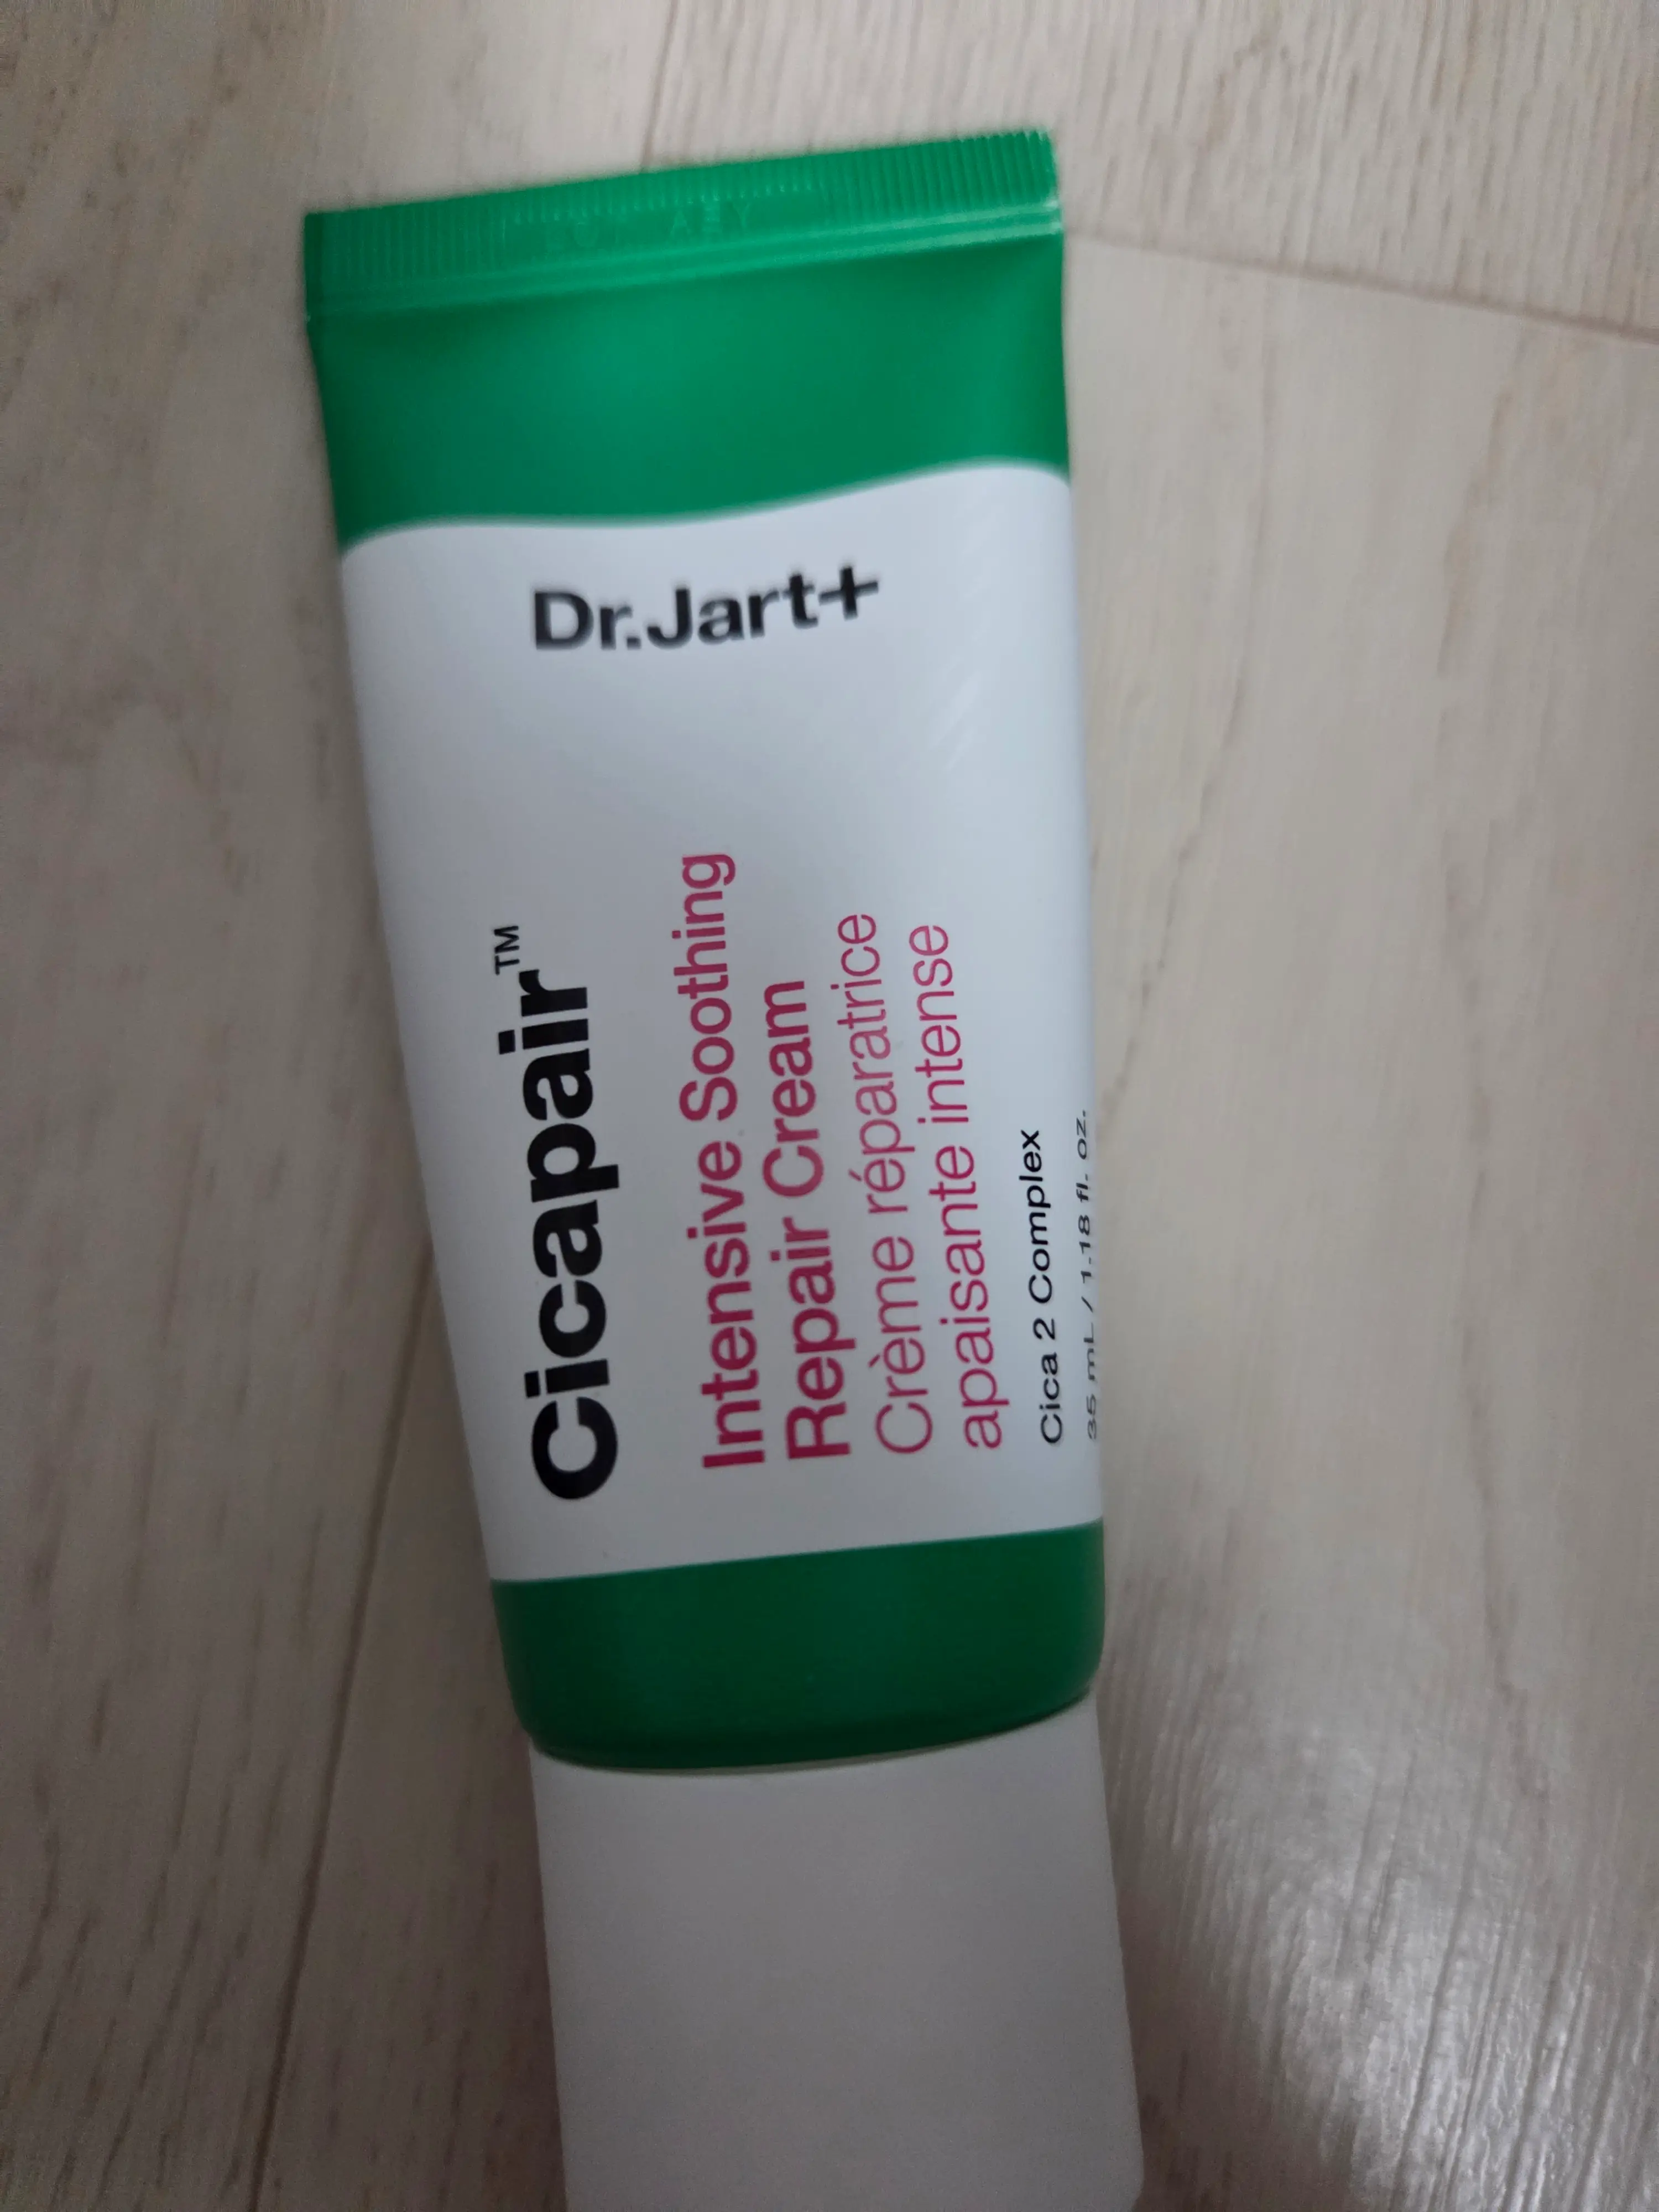 Dr.Jart+
Cicapair™
Intensive Soothing
Repair Cream
Crème réparatrice
apaisante intense
Cica 2 Complex
35 mL / 1.18 fl. oz.